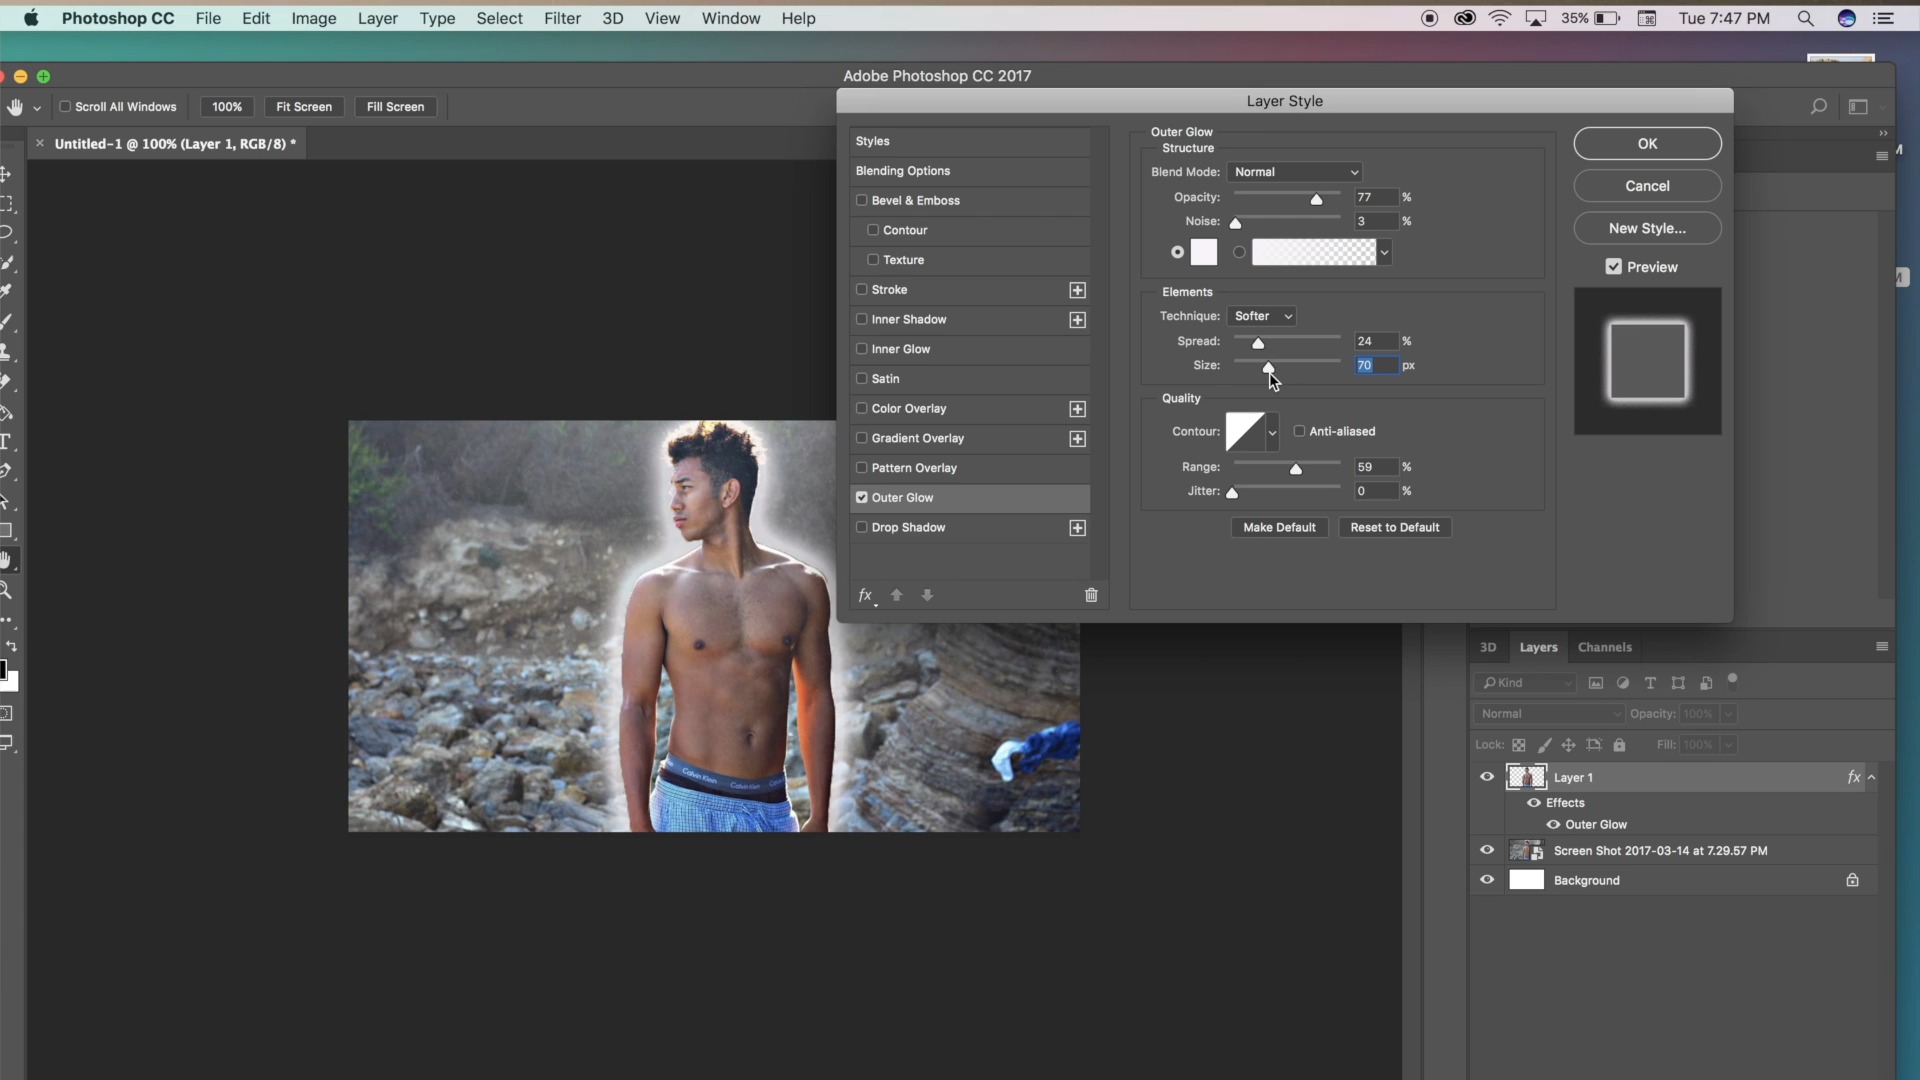 Photoshop CC File Edit Image Layer Type Select Filter 3D View Window Help 35% Tue 7:47 PM
Adobe Photoshop CC 2017
Scroll All Windows 100% Fit Screen Fill Screen
Untitled-1 @ 100% (Layer 1, RGB/8) *
Layer Style
Styles
Blending Options
Bevel & Emboss
Contour
Texture
Stroke
Inner Shadow
Inner Glow
Satin
Color Overlay
Gradient Overlay
Pattern Overlay
Outer Glow
Drop Shadow
fx
Outer Glow
Structure
Blend Mode: Normal
Opacity: 77 %
Noise: 3 %
Elements
Technique: Softer
Spread: 24 %
Size: 70 px
Quality
Contour: Anti-aliased
Range: 59 %
Jitter: 0 %
Make Default Reset to Default
OK
Cancel
New Style...
Preview
Calvin Klein Calvin Klein
3D Layers Channels
Kind
Normal Opacity: 100%
Lock: Fill: 100%
Layer 1 fx
Effects
Outer Glow
Screen Shot 2017-03-14 at 7.29.57 PM
Background